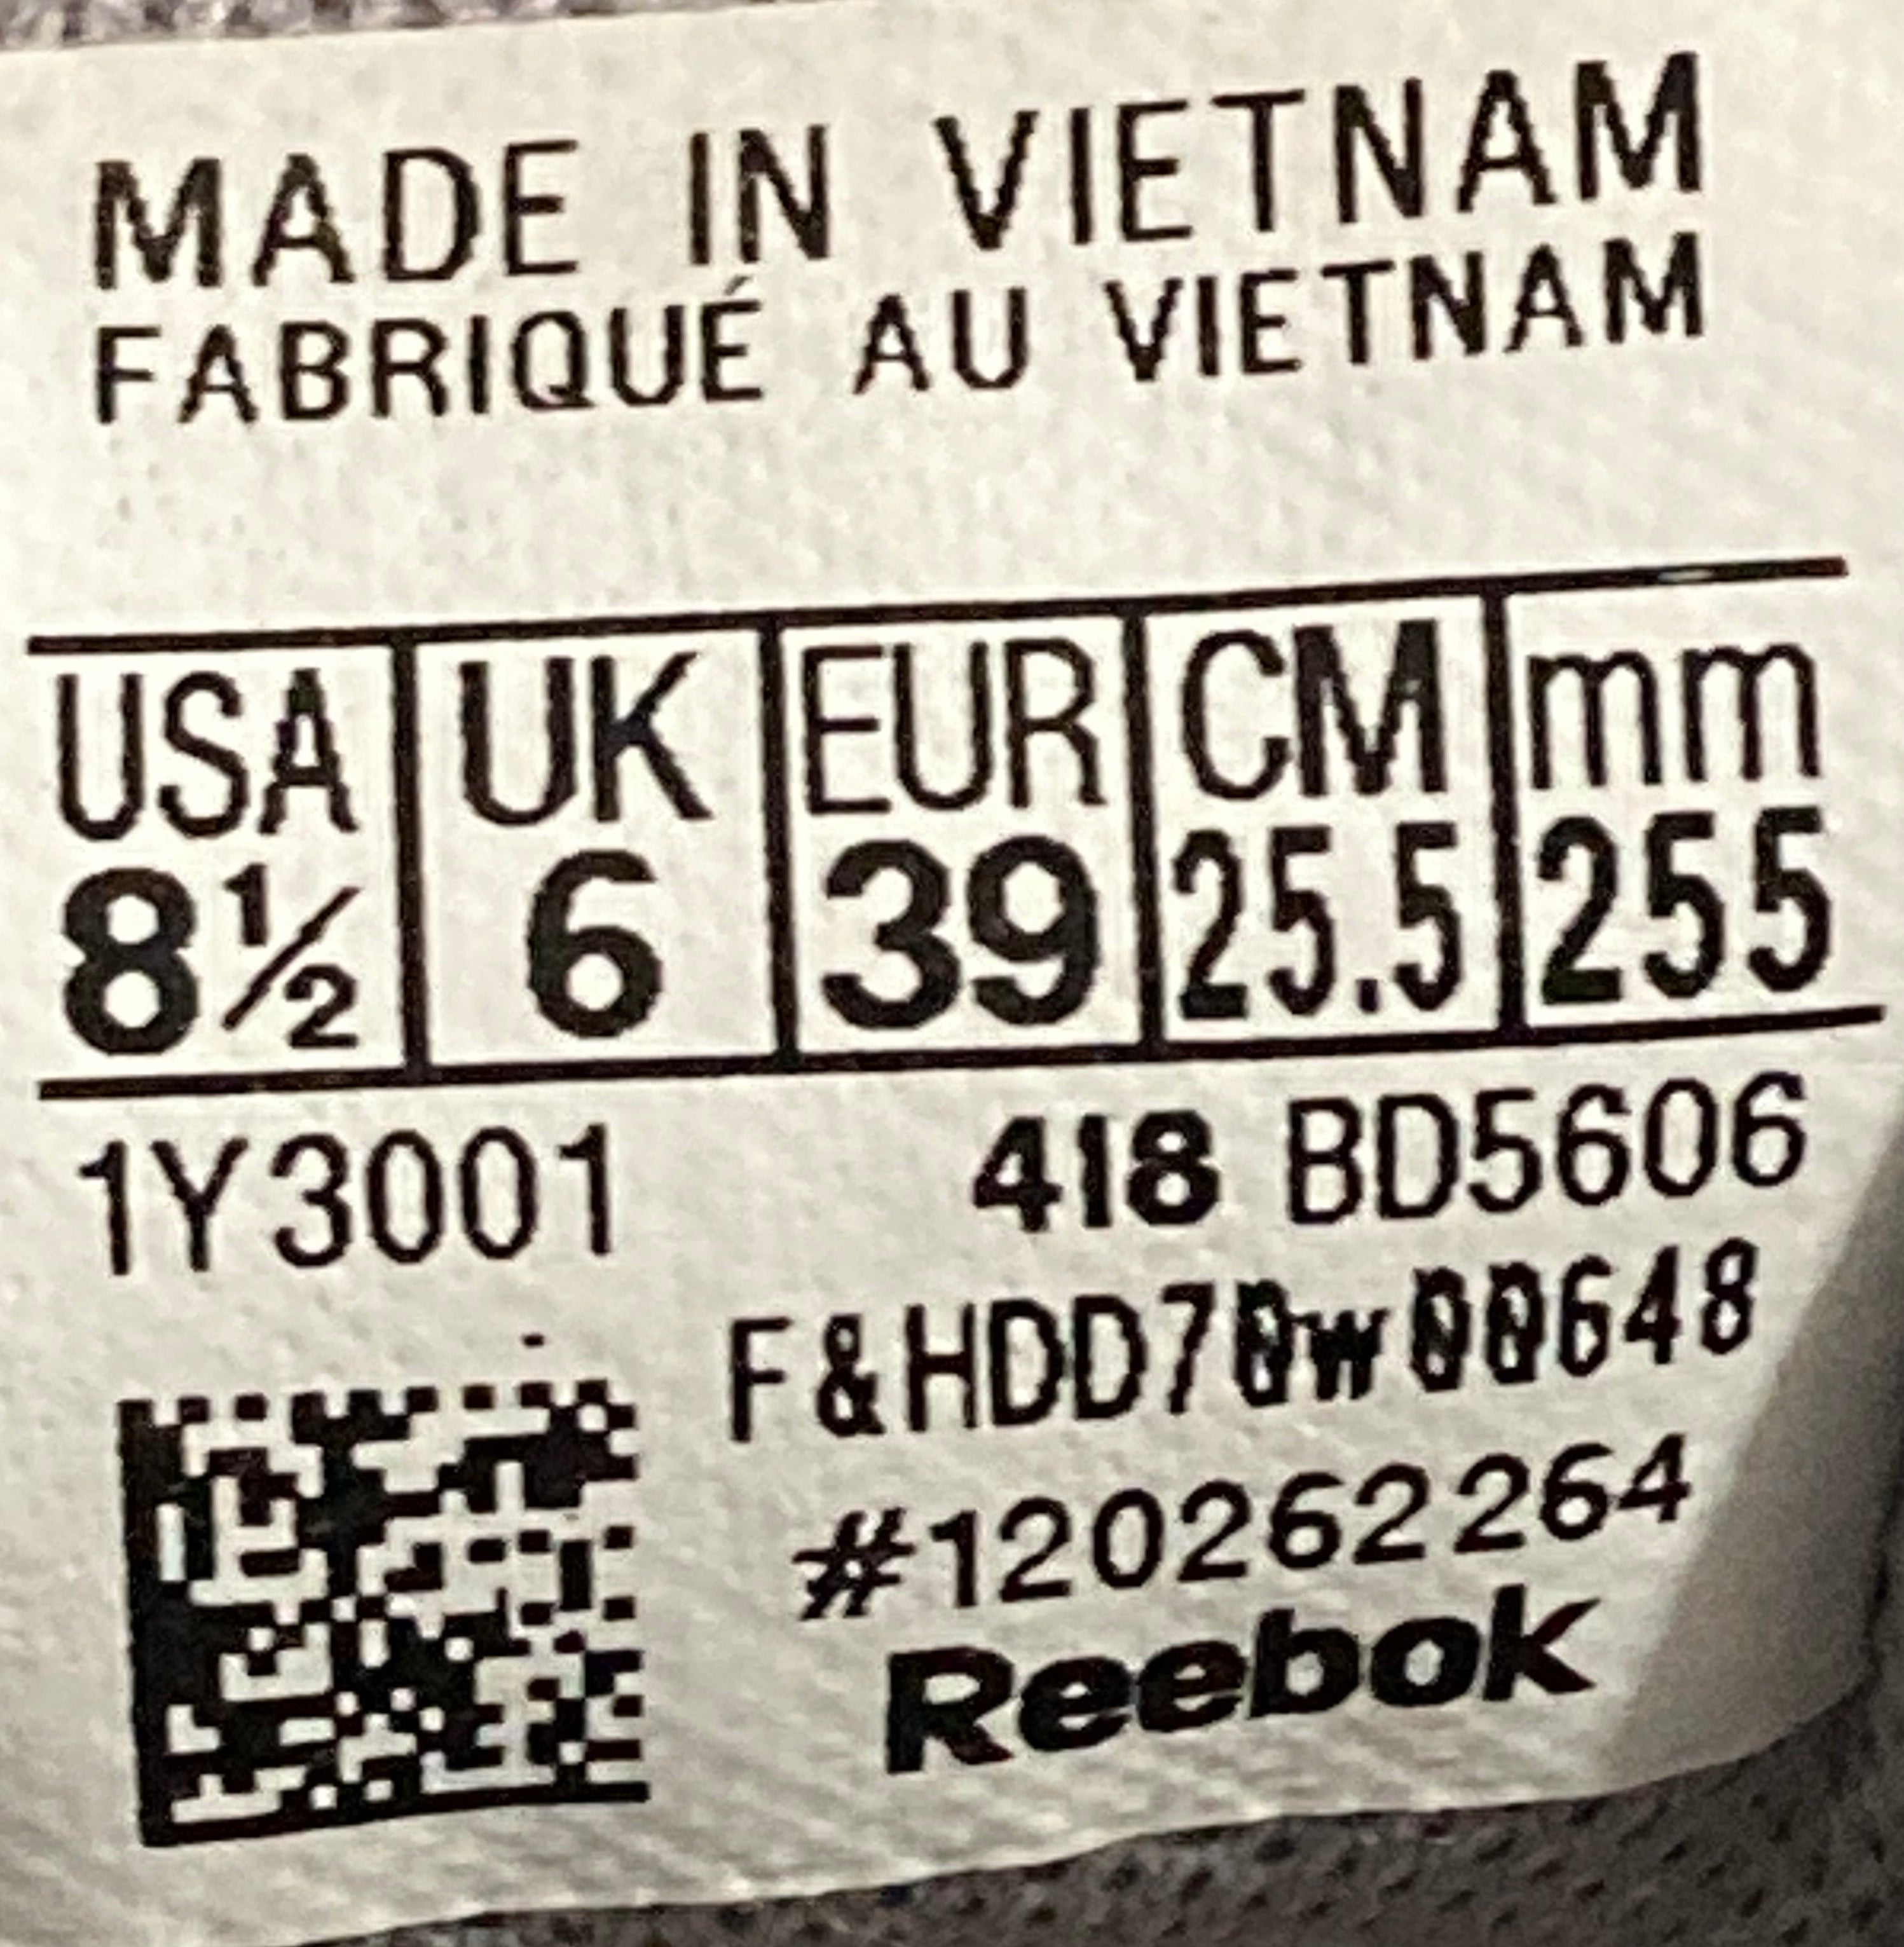 MADE IN VIETNAM
FABRIQUÉ AU VIETNAM
USA UK EUR CM mm
8½ 6 39 25.5 255
1Y3001 418 BD5606
F&HDD70w00648
#120262264
Reebok